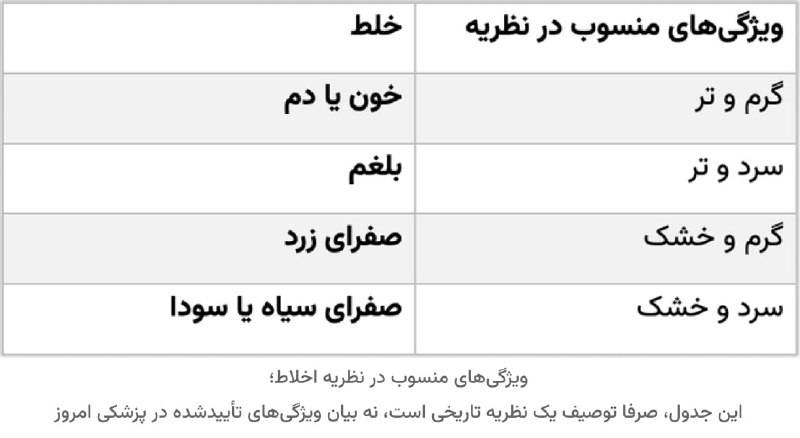 ویژگی‌های منسوب در نظریه خلط
گرم و تر خون یا دم
سرد و تر بلغم
گرم و خشک صفرای زرد
سرد و خشک صفرای سیاه یا سودا
ویژگی‌های منسوب در نظریه اخلاط؛
این جدول، صرفا توصیف یک نظریه تاریخی است، نه بیان ویژگی‌های تأییدشده در پزشکی امروز